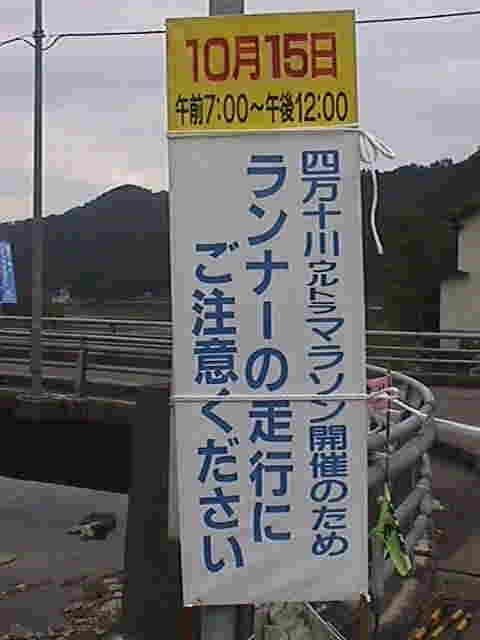 10月15日
午前7:00〜午後12:00
四万十川ウルトラマラソン開催のため
ランナーの走行に
ご注意ください